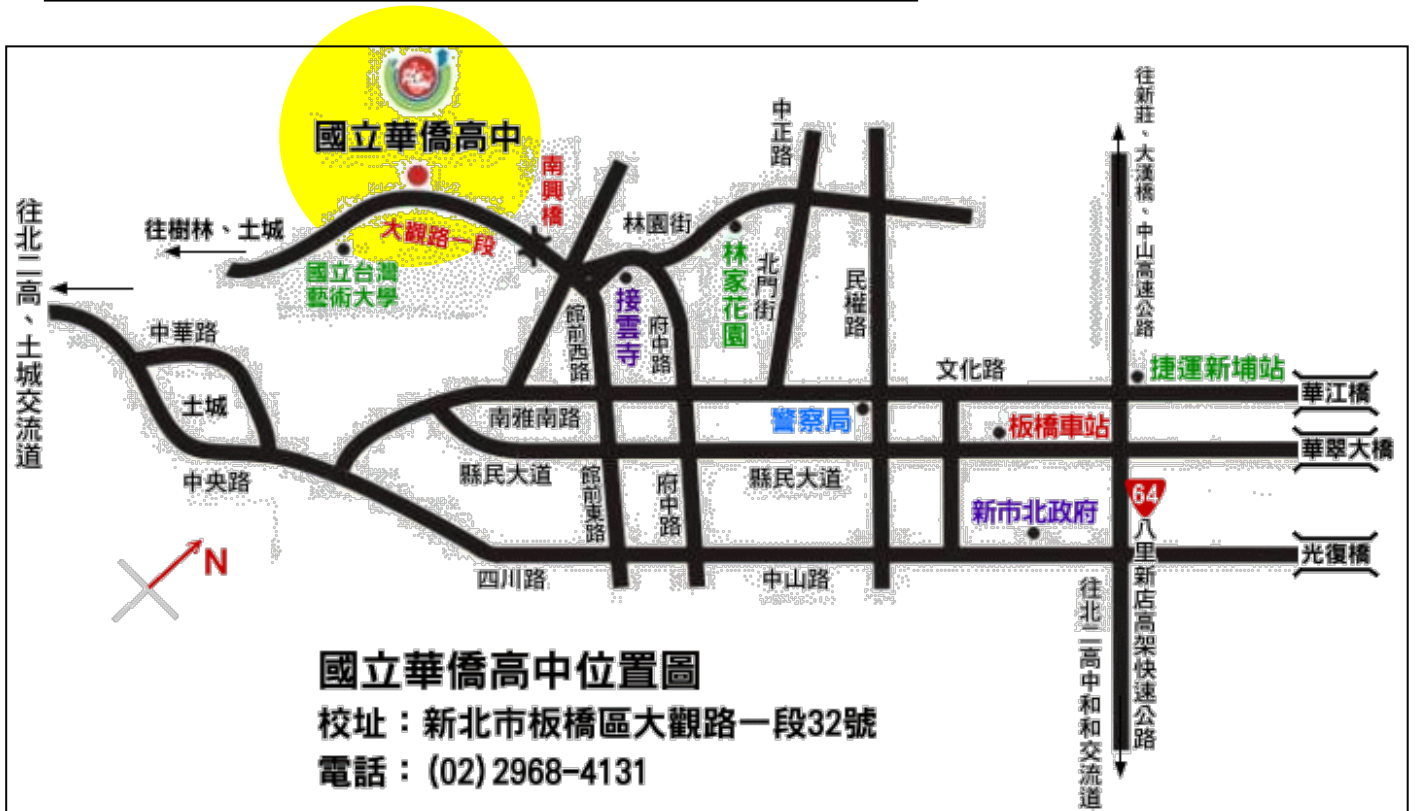 國立華僑高中
南興橋
中正路
往新莊、大漢橋、中山高速公路
往樹林、土城
大觀路一段
國立台灣
藝術大學
林園街
林家花園
北門街
民權路
往北二高、土城交流道
中華路
土城
中央路
館前西路
接雲寺
府中路
文化路
捷運新埔站
華江橋
南雅南路
警察局
板橋車站
華翠大橋
縣民大道
館前東路
府中路
縣民大道
新市北政府
64
八里新店高架快速公路
光復橋
N
四川路
中山路
往北二高中和和交流道
國立華僑高中位置圖
校址：新北市板橋區大觀路一段32號
電話：(02)2968-4131